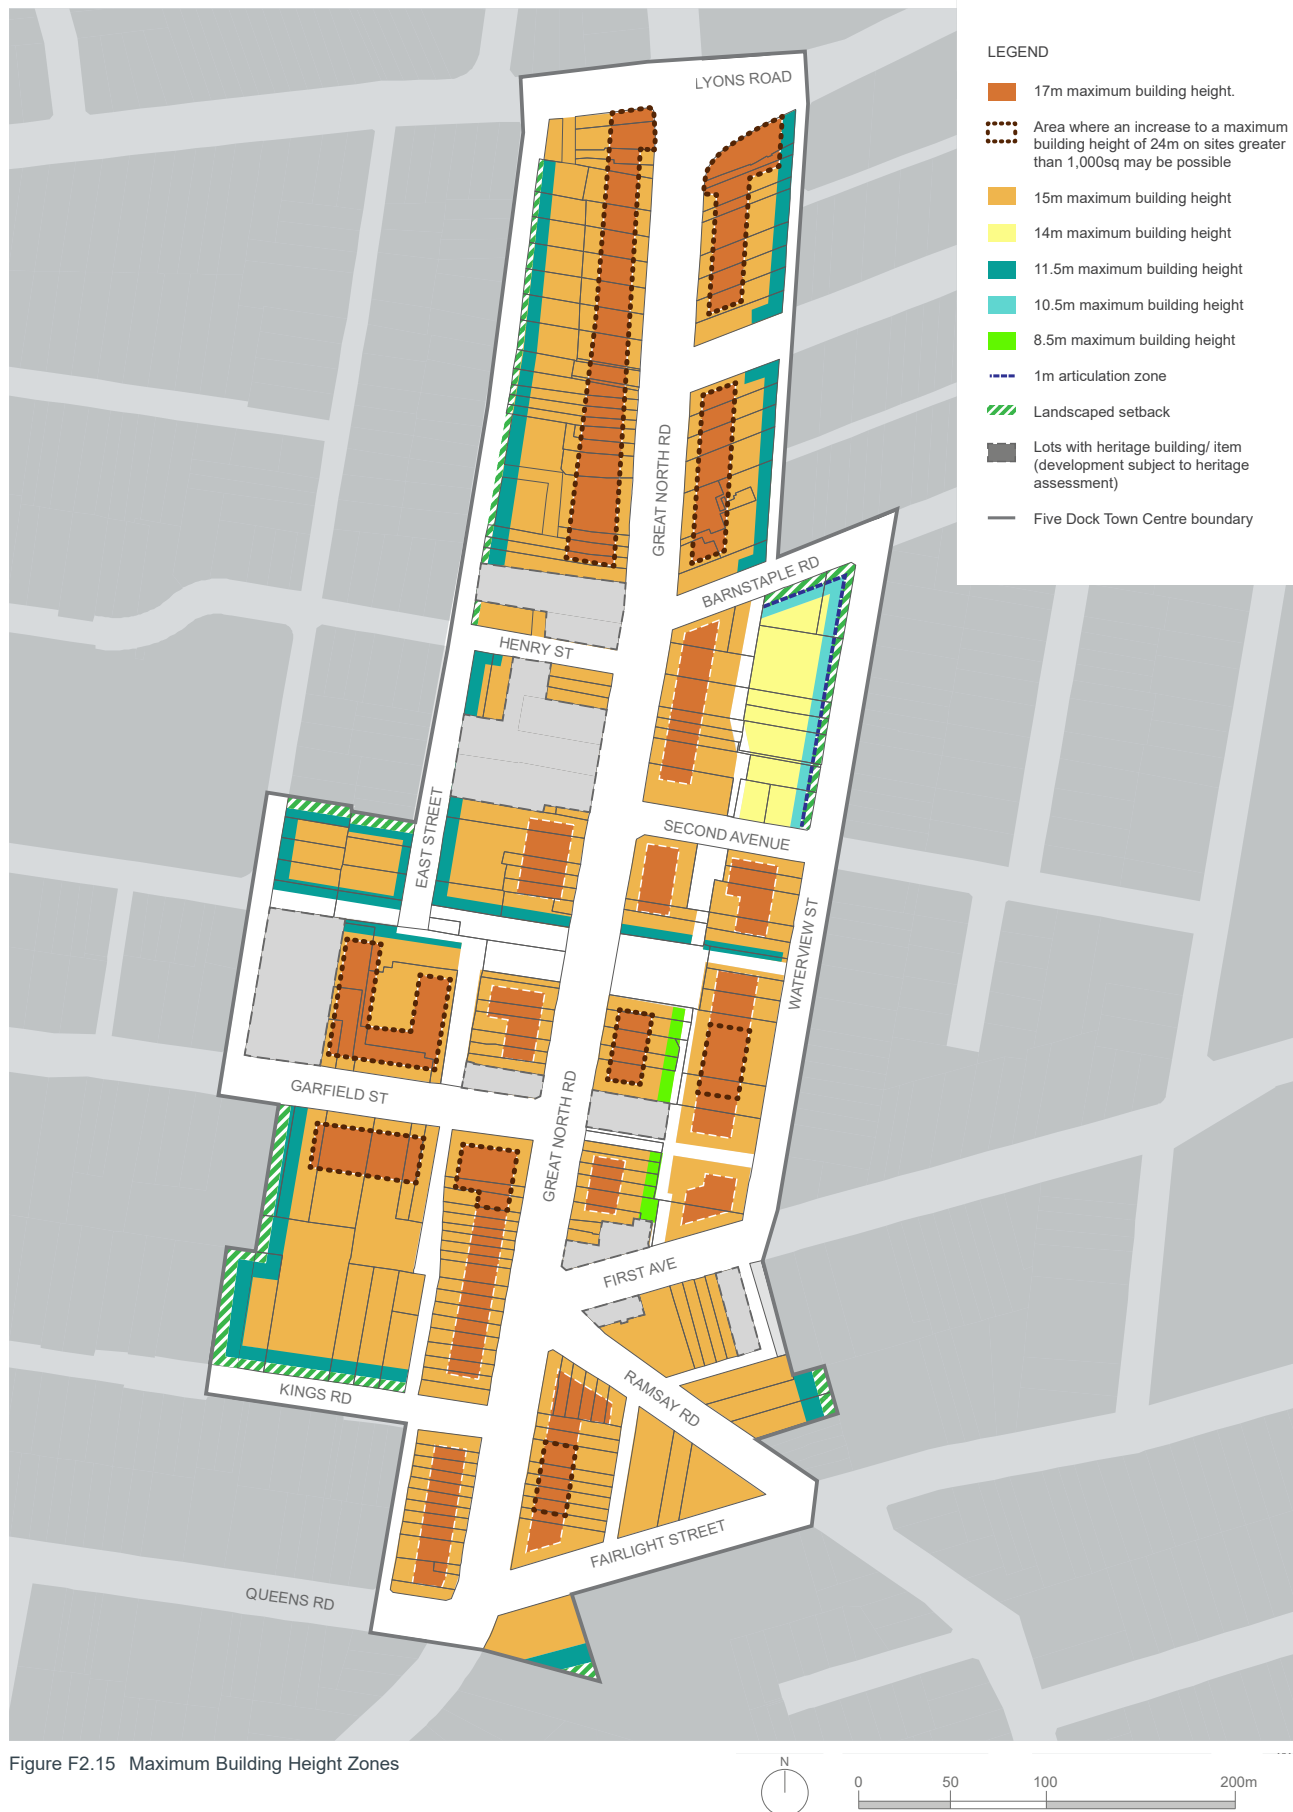 LEGEND
17m maximum building height.
Area where an increase to a maximum
building height of 24m on sites greater
than 1,000sq may be possible
15m maximum building height
14m maximum building height
11.5m maximum building height
10.5m maximum building height
8.5m maximum building height
1m articulation zone
Landscaped setback
Lots with heritage building/ item
(development subject to heritage
assessment)
Five Dock Town Centre boundary
LYONS ROAD
GREAT NORTH RD
BARNSTAPLE RD
HENRY ST
SECOND AVENUE
EAST STREET
WATERVIEW ST
GARFIELD ST
GREAT NORTH RD
FIRST AVE
KINGS RD
RAMSAY RD
FAIRLIGHT STREET
QUEENS RD
Figure F2.15 Maximum Building Height Zones
N
0 50 100 200m